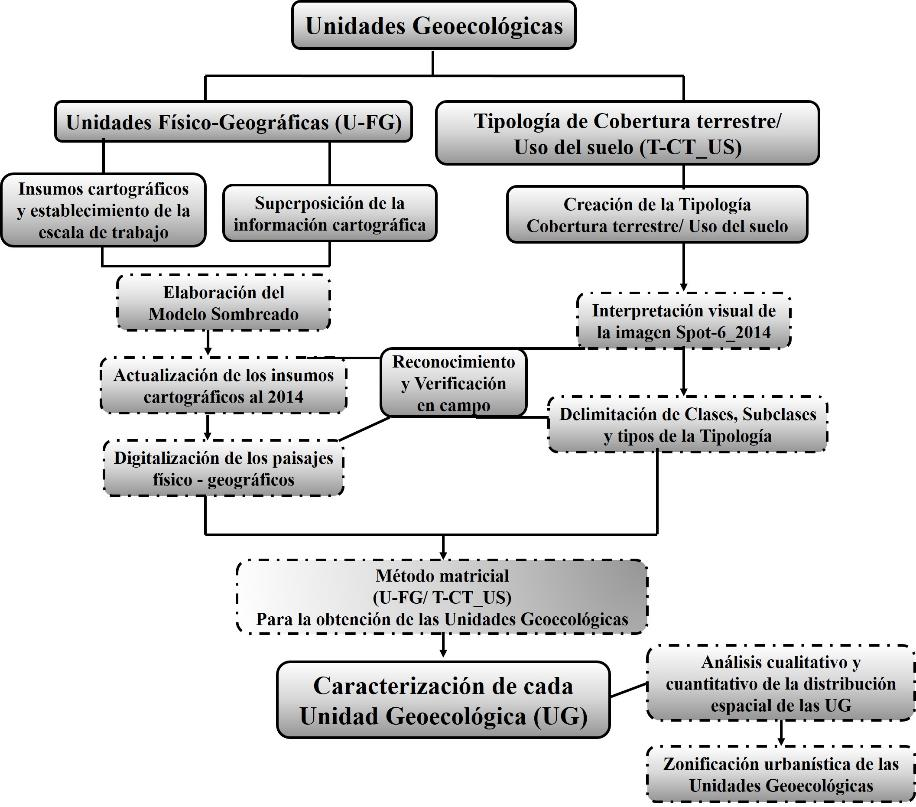 Unidades Geoecológicas
Unidades Físico-Geográficas (U-FG)
Tipología de Cobertura terrestre/
Uso del suelo (T-CT_US)
Insumos cartográficos
y establecimiento de la
escala de trabajo
Superposición de la
información cartográfica
Creación de la Tipología
Cobertura terrestre/ Uso del suelo
Elaboración del
Modelo Sombreado
Interpretación visual de
la imagen Spot-6_2014
Actualización de los insumos
cartográficos al 2014
Reconocimiento
y Verificación
en campo
Delimitación de Clases, Subclases
y tipos de la Tipología
Digitalización de los paisajes
físico - geográficos
Método matricial
(U-FG/ T-CT_US)
Para la obtención de las Unidades Geoecológicas
Caracterización de cada
Unidad Geoecológica (UG)
Análisis cualitativo y
cuantitativo de la distribución
espacial de las UG
Zonificación urbanística de las
Unidades Geoecológicas